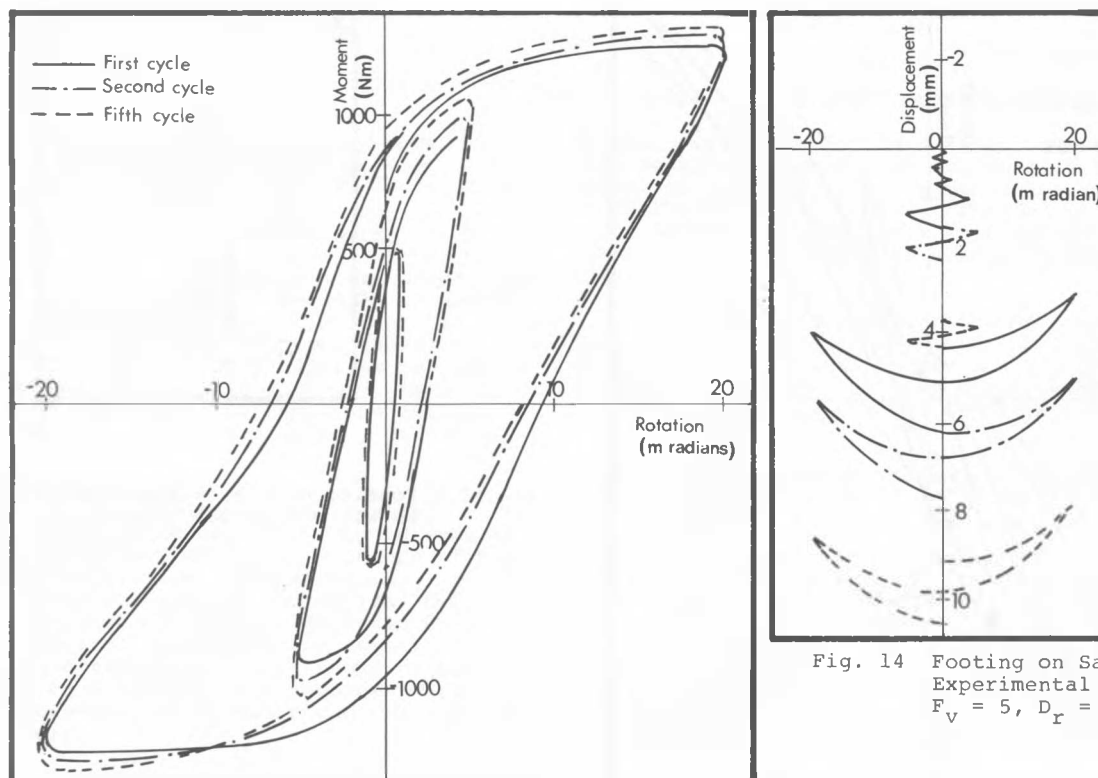 First cycle
Second cycle
Fifth cycle
Moment
(Nm)
1000
500
-20
-10
10
20
Rotation
(m radians)
-500
-1000
Displacement
(mm)
-2
-20
0
20
Rotation
(m radian)
2
4
6
8
10
Fig. 14 Footing on Sa
Experimental
F_v = 5, D_r =